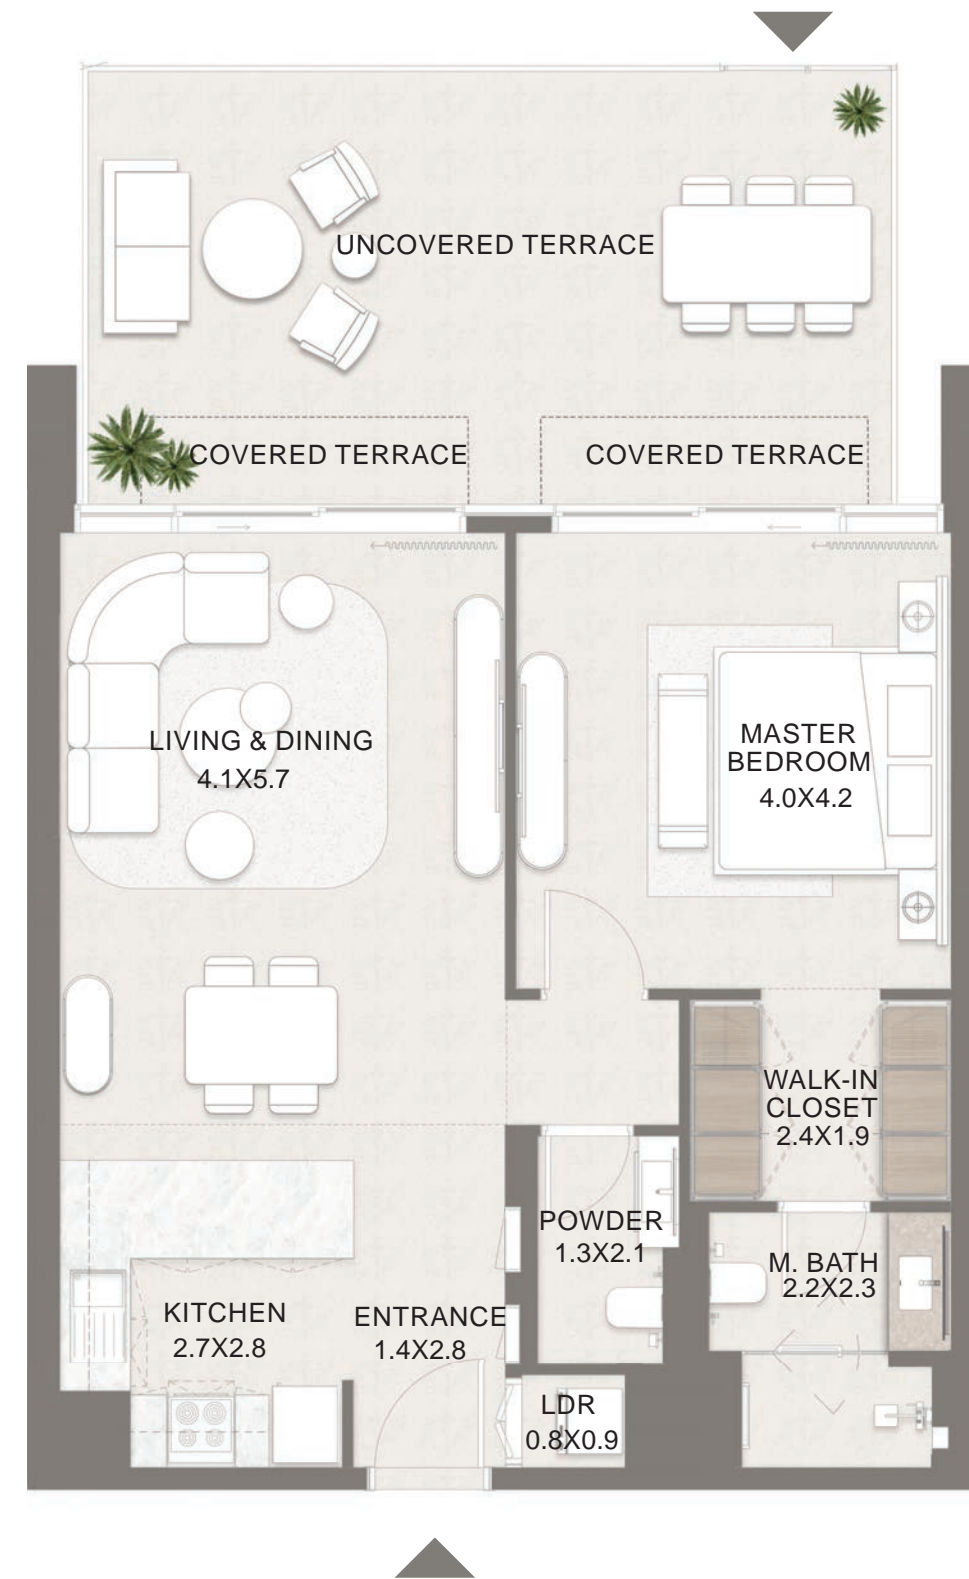 UNCOVERED TERRACE
COVERED TERRACE
COVERED TERRACE
LIVING & DINING
4.1X5.7
MASTER
BEDROOM
4.0X4.2
WALK-IN
CLOSET
2.4X1.9
POWDER
1.3X2.1
M. BATH
2.2X2.3
KITCHEN
2.7X2.8
ENTRANCE
1.4X2.8
LDR
0.8X0.9